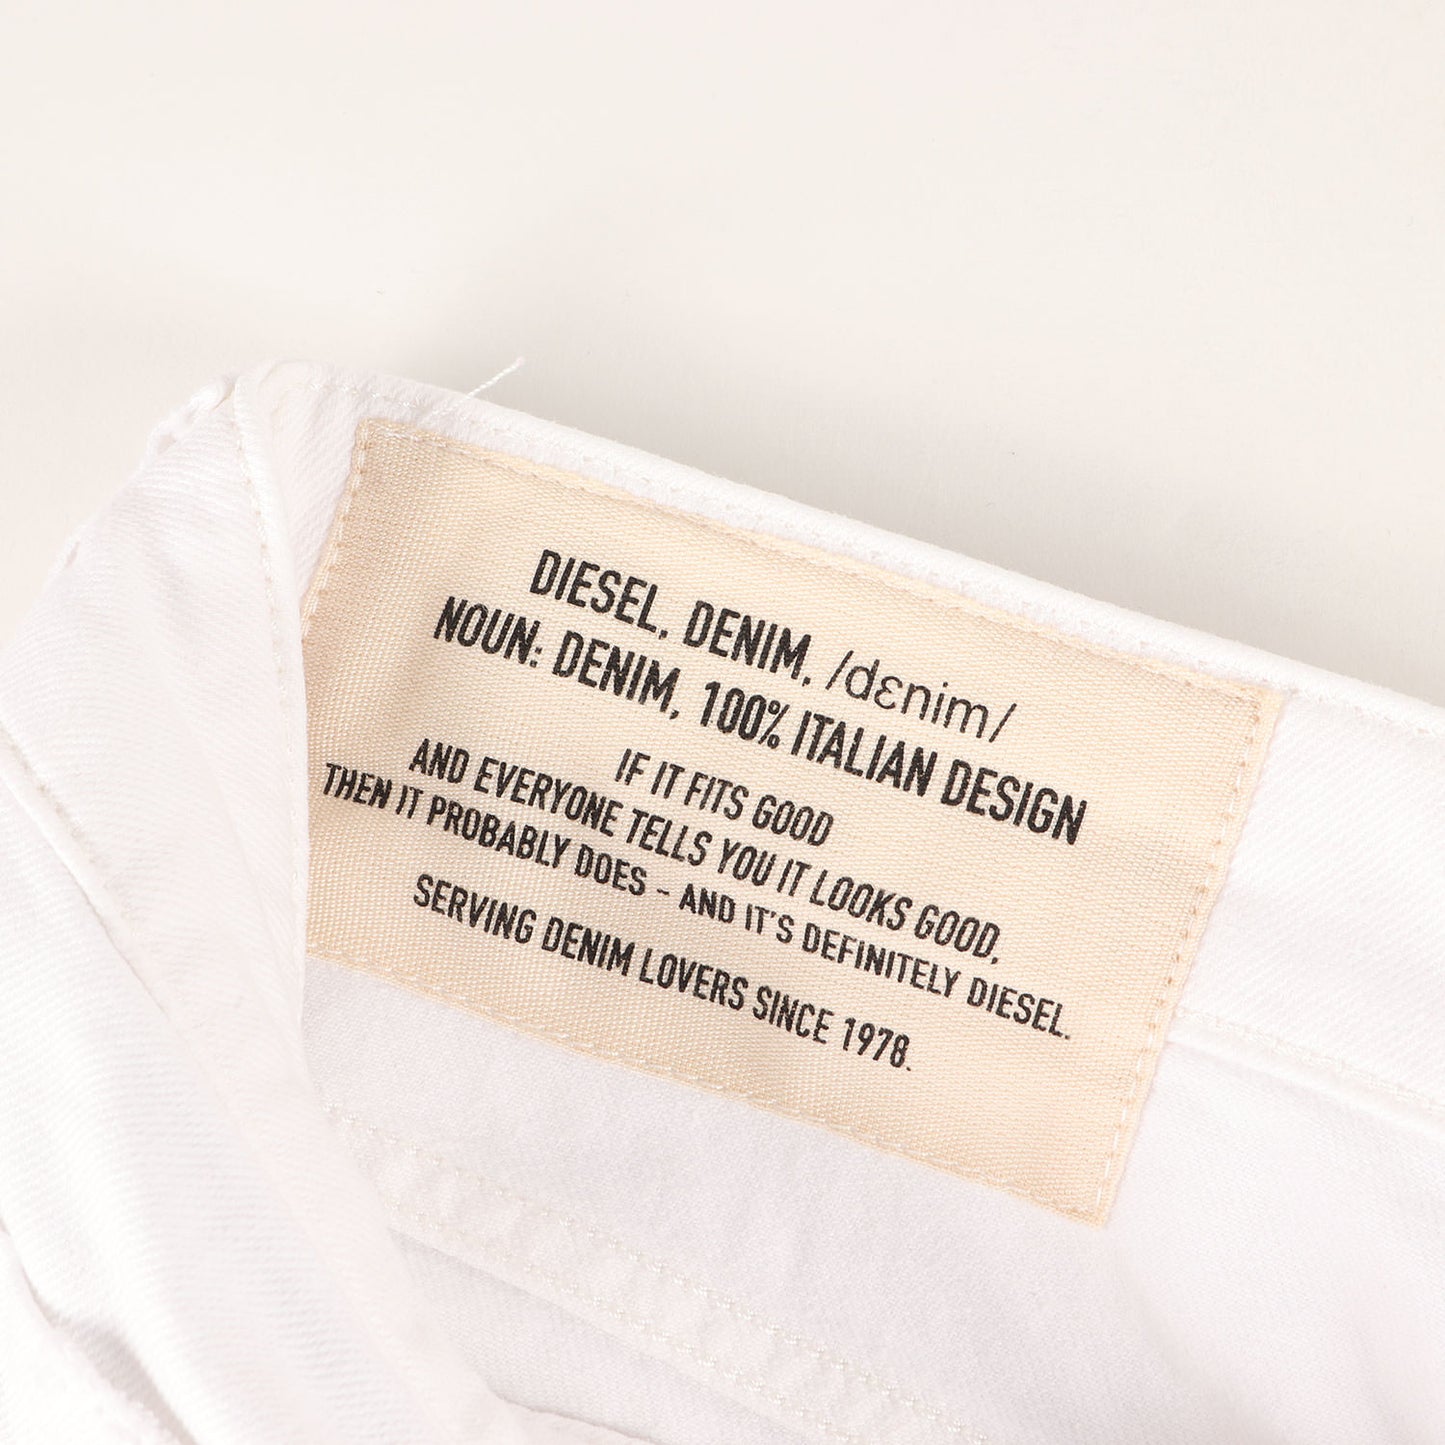 DIESEL, DENIM, /dɛnim/
NOUN: DENIM, 100% ITALIAN DESIGN
IF IT FITS GOOD
AND EVERYONE TELLS YOU IT LOOKS GOOD,
THEN IT PROBABLY DOES - AND IT'S DEFINITELY DIESEL.
SERVING DENIM LOVERS SINCE 1978.